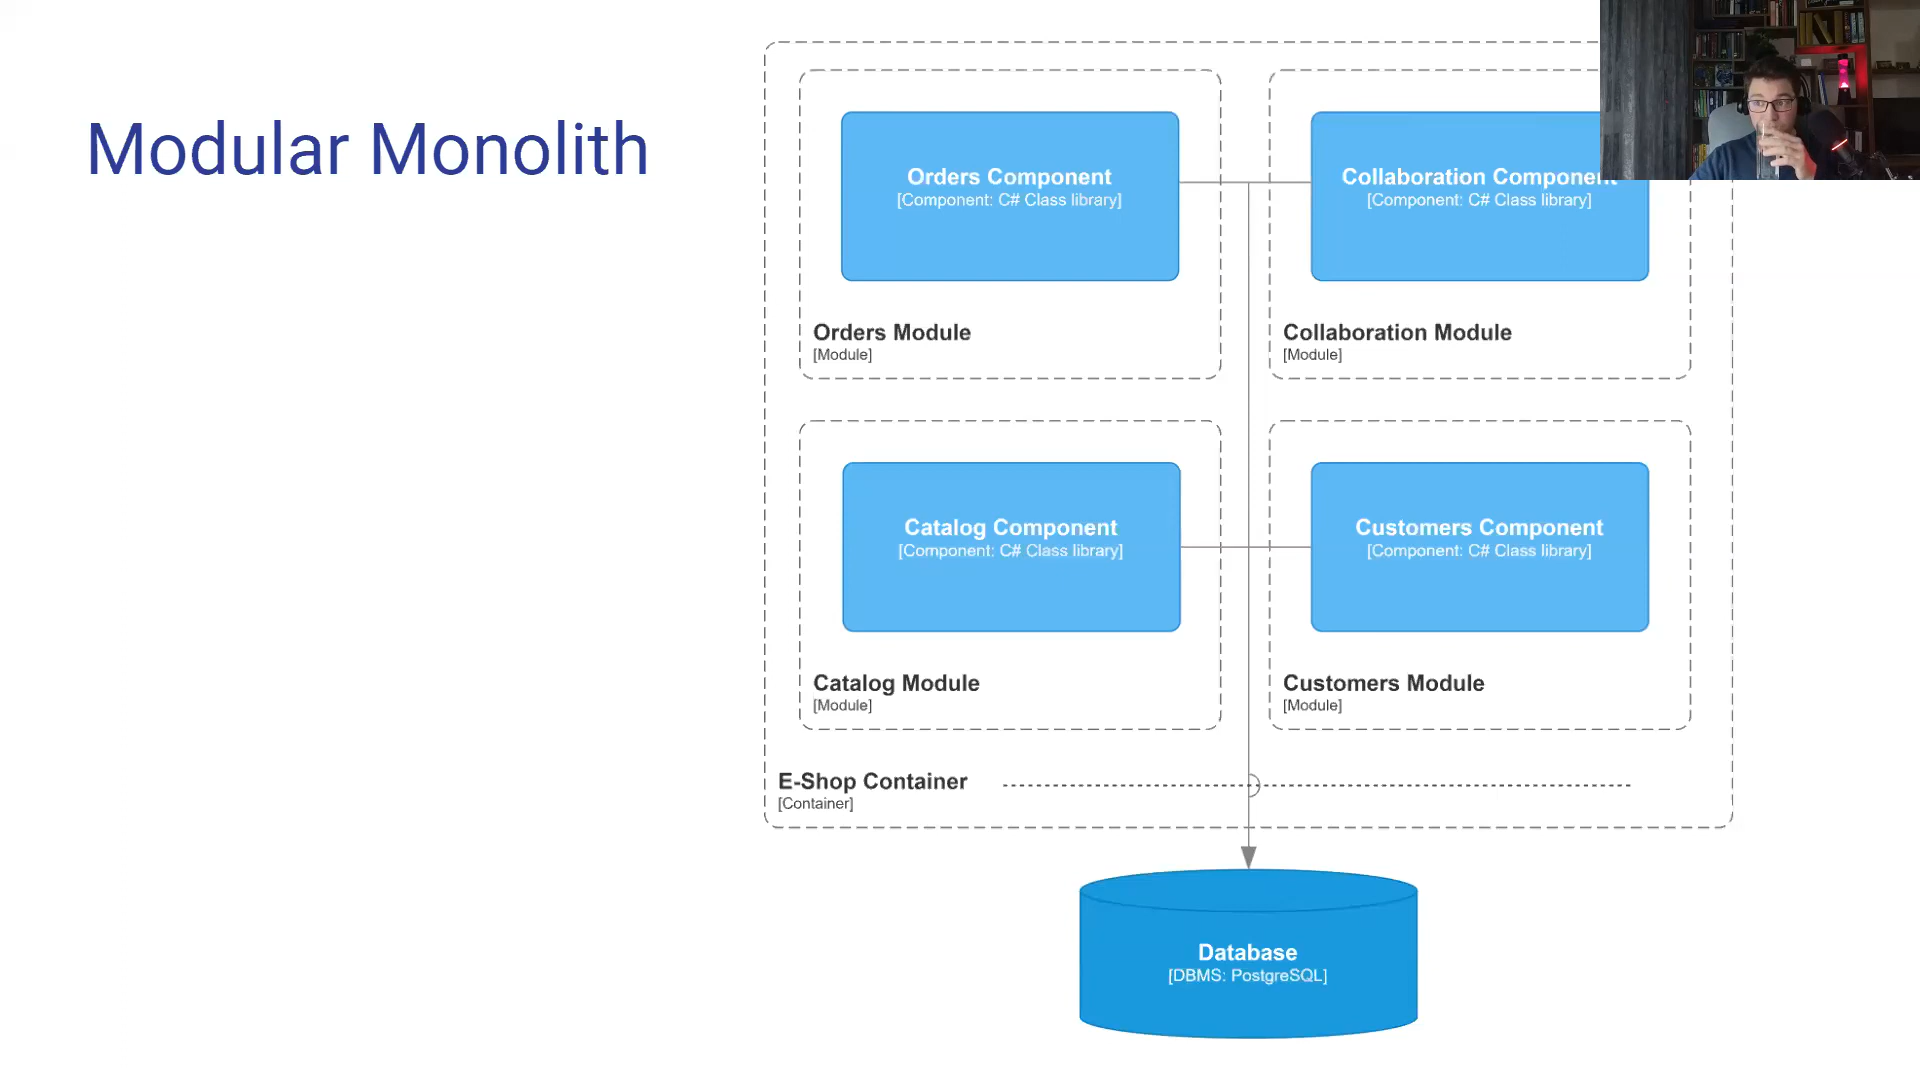 Modular Monolith
Orders Component
[Component: C# Class library]
Orders Module
[Module]
Collaboration Component
[Component: C# Class library]
Collaboration Module
[Module]
Catalog Component
[Component: C# Class library]
Catalog Module
[Module]
Customers Component
[Component: C# Class library]
Customers Module
[Module]
E-Shop Container
[Container]
Database
[DBMS: PostgreSQL]